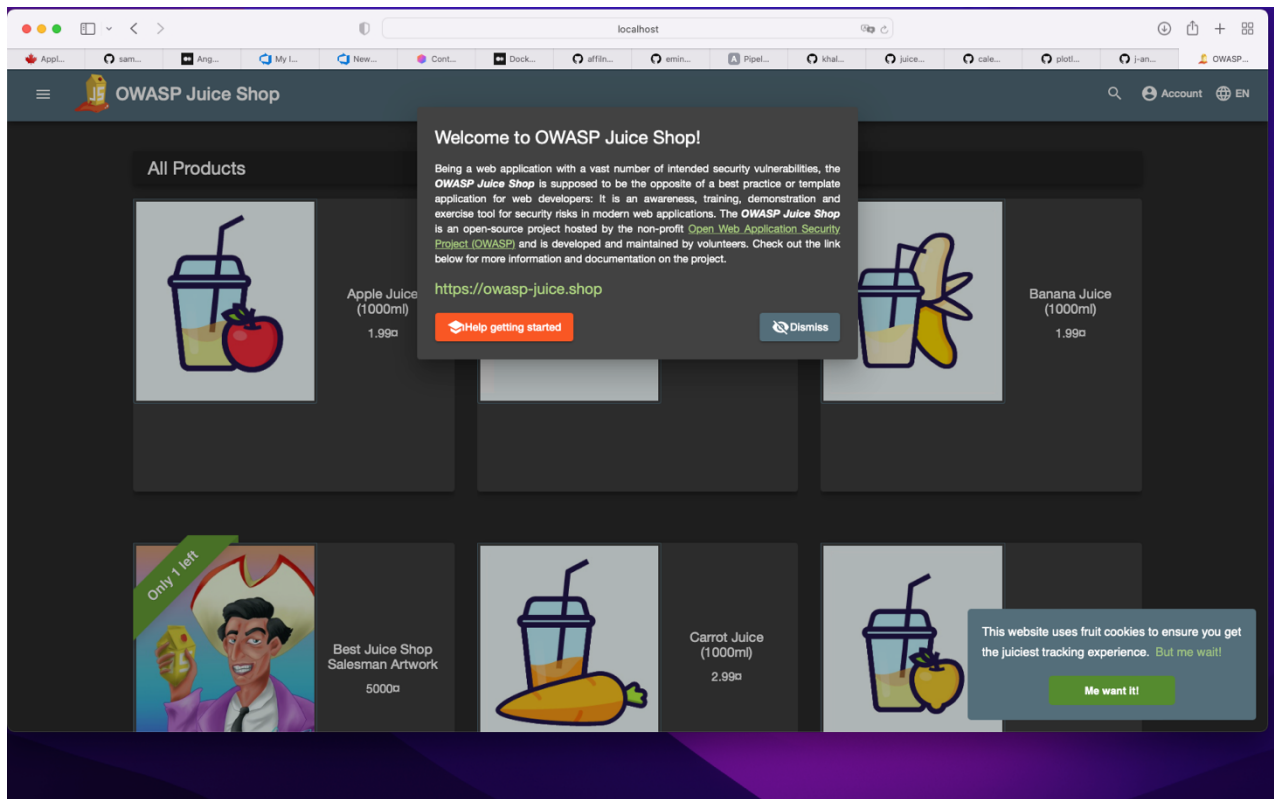 localhost
Appl...
sam...
Ang...
My I...
New...
Cont...
Dock...
affiln...
emin...
Pipel...
khal...
juice...
cale...
plotl...
j-an...
OWASP...
OWASP Juice Shop
Account
EN
All Products
Welcome to OWASP Juice Shop!
Being a web application with a vast number of intended security vulnerabilities, the
OWASP Juice Shop is supposed to be the opposite of a best practice or template
application for web developers: It is an awareness, training, demonstration and
exercise tool for security risks in modern web applications. The OWASP Juice Shop
is an open-source project hosted by the non-profit Open Web Application Security
Project (OWASP) and is developed and maintained by volunteers. Check out the link
below for more information and documentation on the project.
https://owasp-juice.shop
Help getting started
Dismiss
Apple Juice
(1000ml)
1.99¤
Banana Juice
(1000ml)
1.99¤
Only 1 left
Best Juice Shop
Salesman Artwork
5000¤
Carrot Juice
(1000ml)
2.99¤
This website uses fruit cookies to ensure you get
the juiciest tracking experience. But me wait!
Me want it!